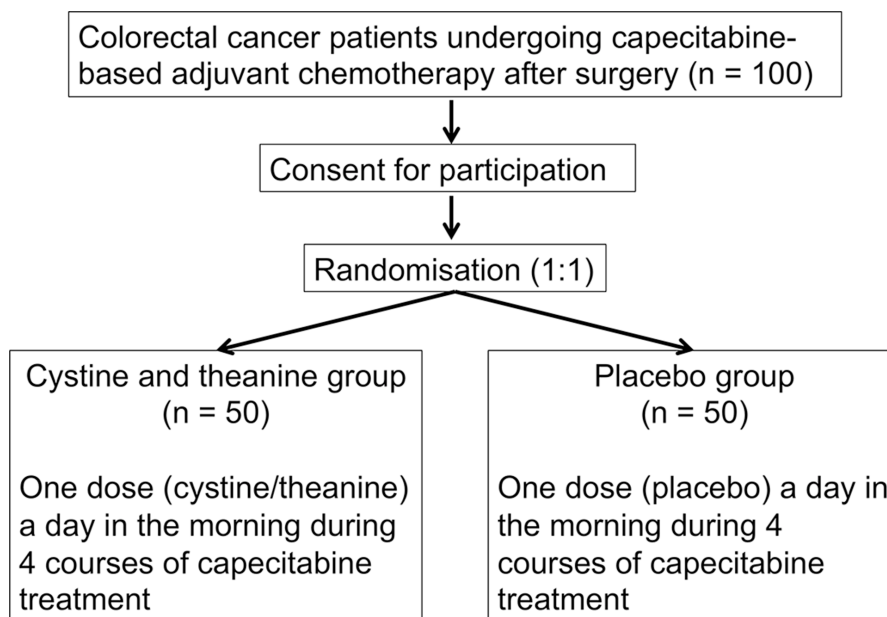 Colorectal cancer patients undergoing capecitabine-
based adjuvant chemotherapy after surgery (n = 100)
Consent for participation
Randomisation (1:1)
Cystine and theanine group
(n = 50)
One dose (cystine/theanine)
a day in the morning during
4 courses of capecitabine
treatment
Placebo group
(n = 50)
One dose (placebo) a day in
the morning during 4
courses of capecitabine
treatment